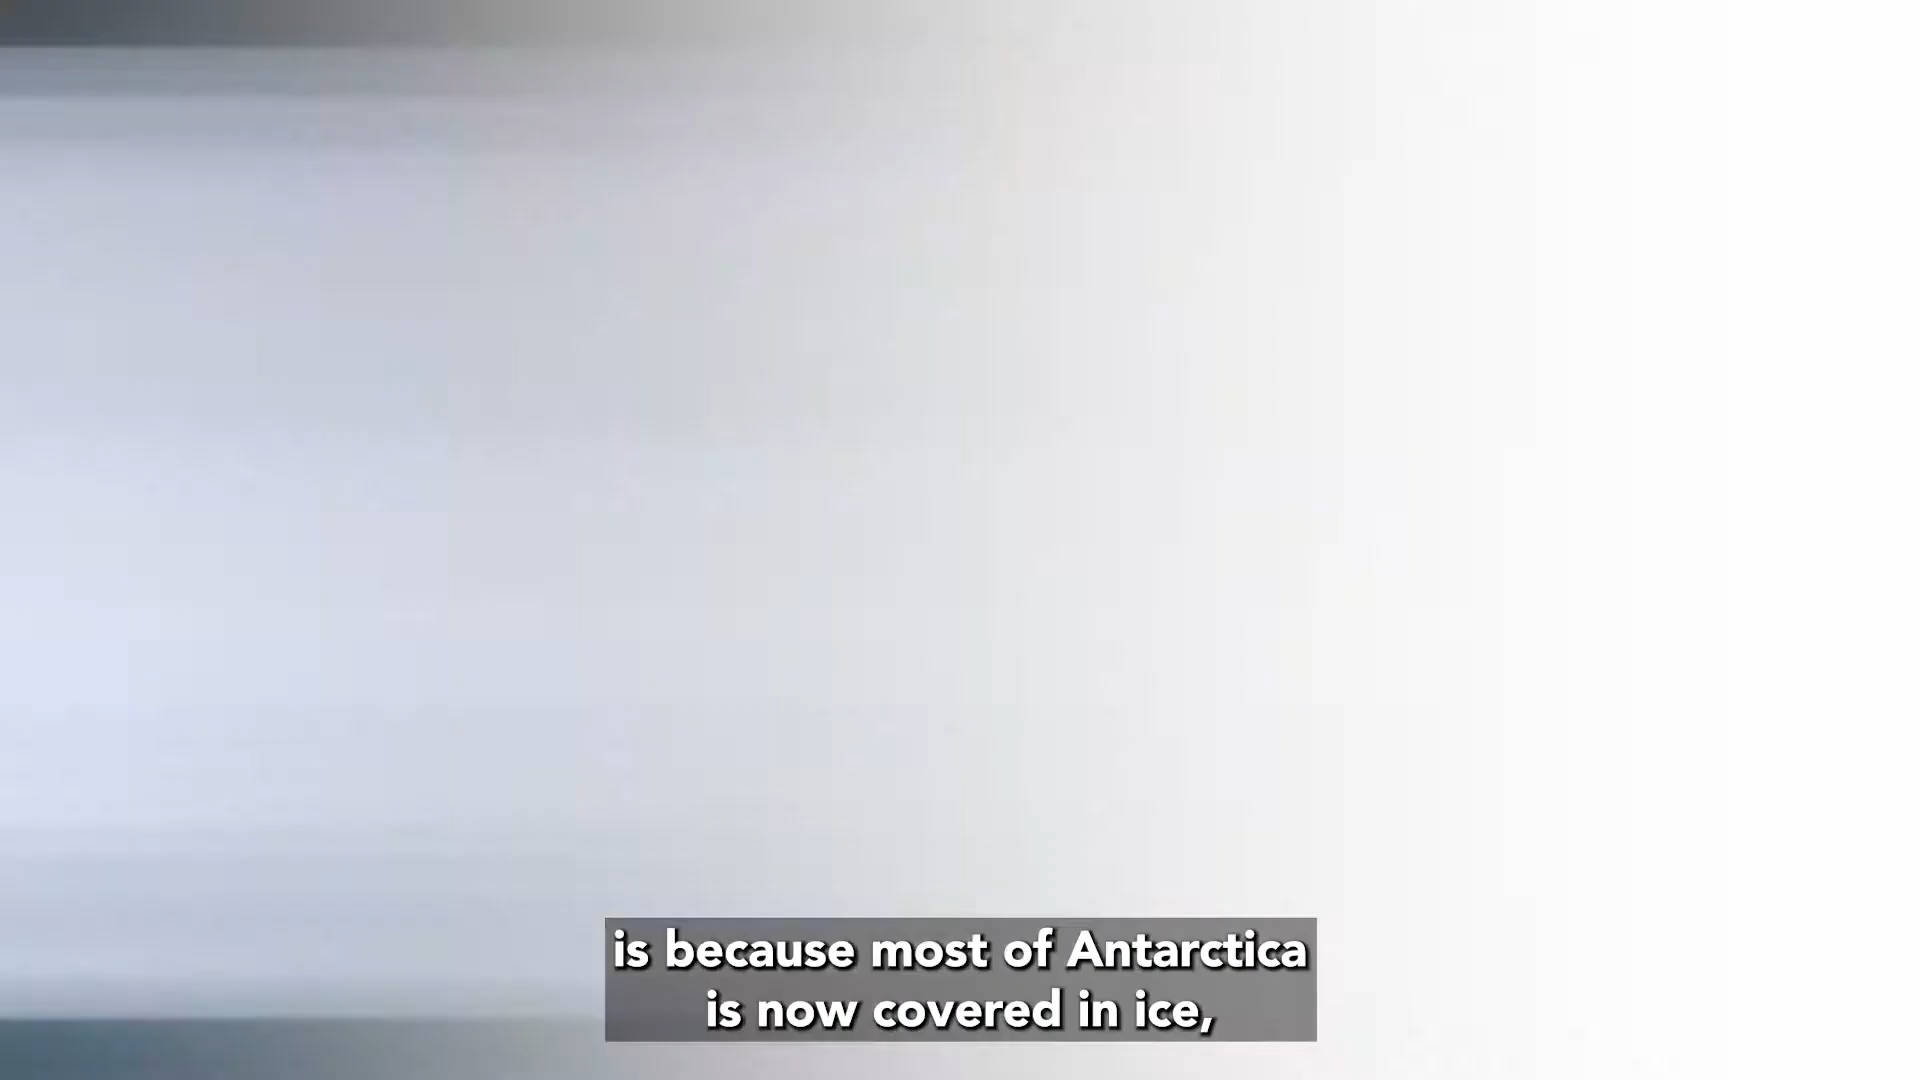 is because most of Antarctica
is now covered in ice,